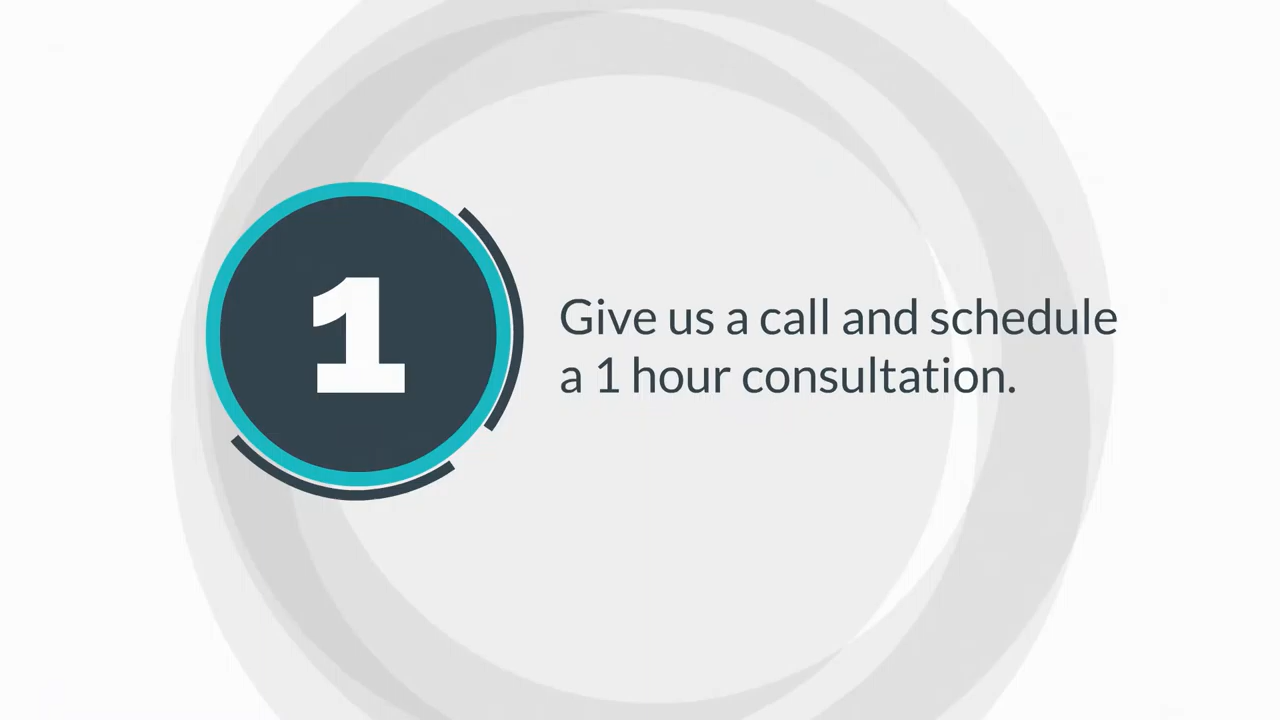 1
Give us a call and schedule
a 1 hour consultation.